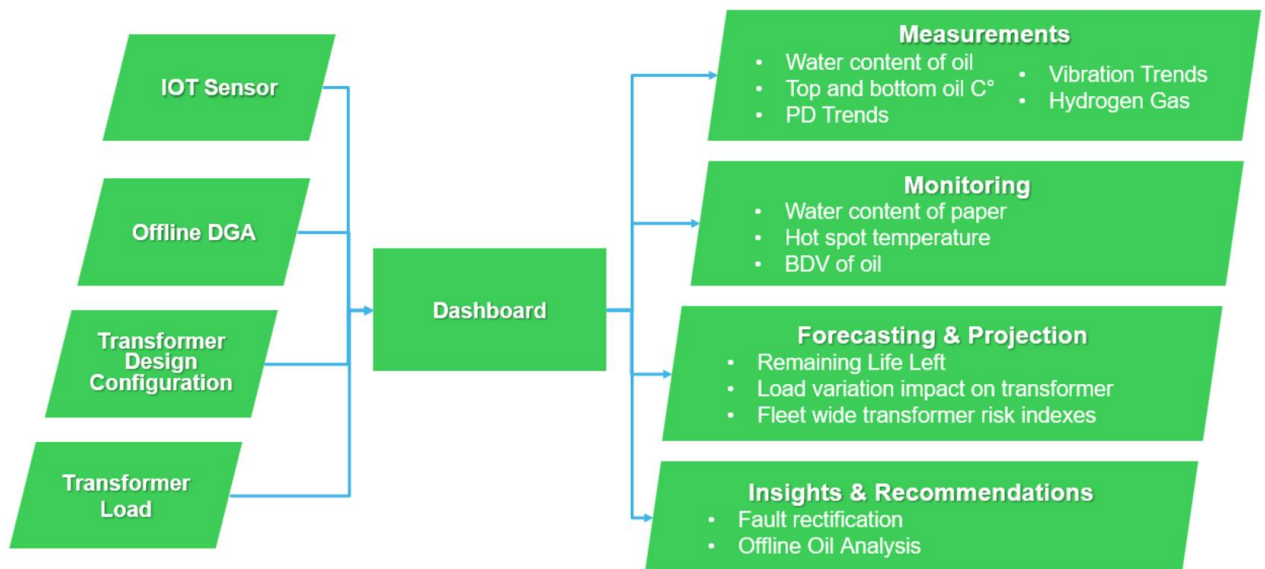 IOT Sensor
Offline DGA
Transformer
Design
Configuration
Transformer
Load
Dashboard
Measurements
• Water content of oil
• Top and bottom oil C°
• PD Trends
• Vibration Trends
• Hydrogen Gas
Monitoring
• Water content of paper
• Hot spot temperature
• BDV of oil
Forecasting & Projection
• Remaining Life Left
• Load variation impact on transformer
• Fleet wide transformer risk indexes
Insights & Recommendations
• Fault rectification
• Offline Oil Analysis